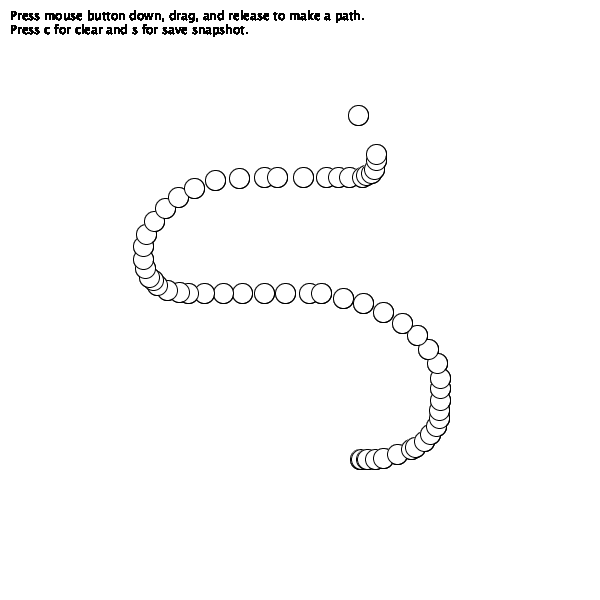 Press mouse button down, drag, and release to make a path.
Press c for clear and s for save snapshot.